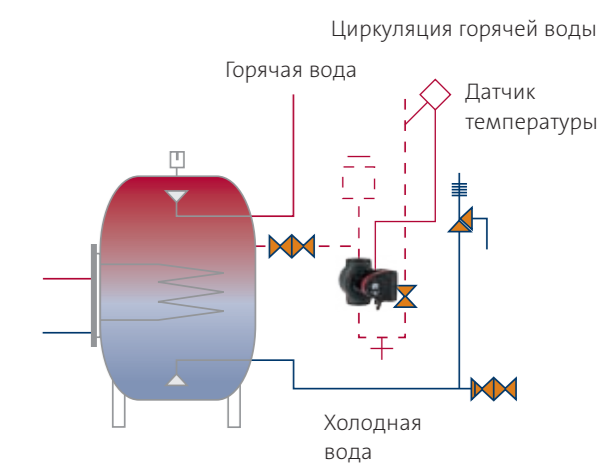 Циркуляция горячей воды
Горячая вода
Датчик
температуры
Холодная
вода